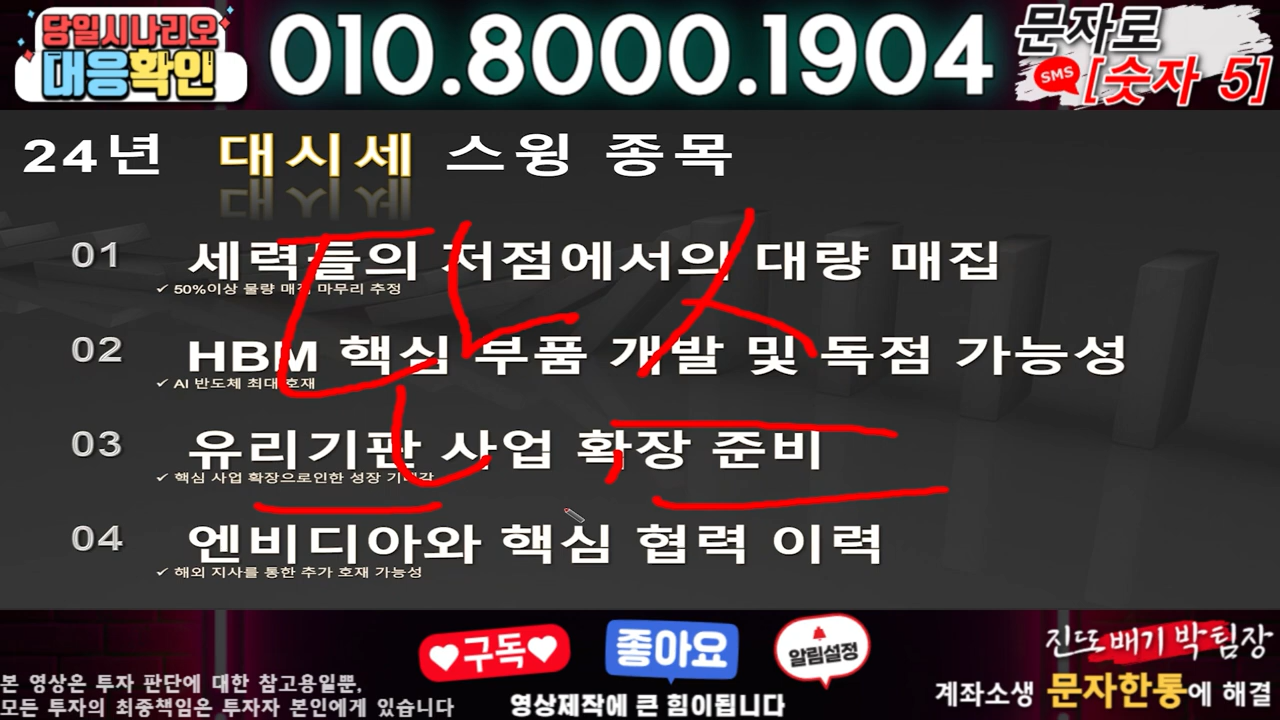 당일시나리오
대응확인
010.8000.1904
문자로
SMS
[숫자 5]
24년 대시세 스윙 종목
01 세력들의 저점에서의 대량 매집
✓ 50%이상 물량 매집 마무리 추정
02 HBM 핵심 부품 개발 및 독점 가능성
✓ AI 반도체 최대 호재
03 유리기판 사업 확장 준비
✓ 핵심 사업 확장으로인한 성장 기대감
04 엔비디아와 핵심 협력 이력
✓ 해외 지사를 통한 추가 호재 가능성
단 , 스
구독
좋아요
알림설정
영상제작에 큰 힘이됩니다
본 영상은 투자 판단에 대한 참고용일뿐,
모든 투자의 최종책임은 투자자 본인에게 있습니다
진또배기 박팀장
계좌소생 문자한통에 해결